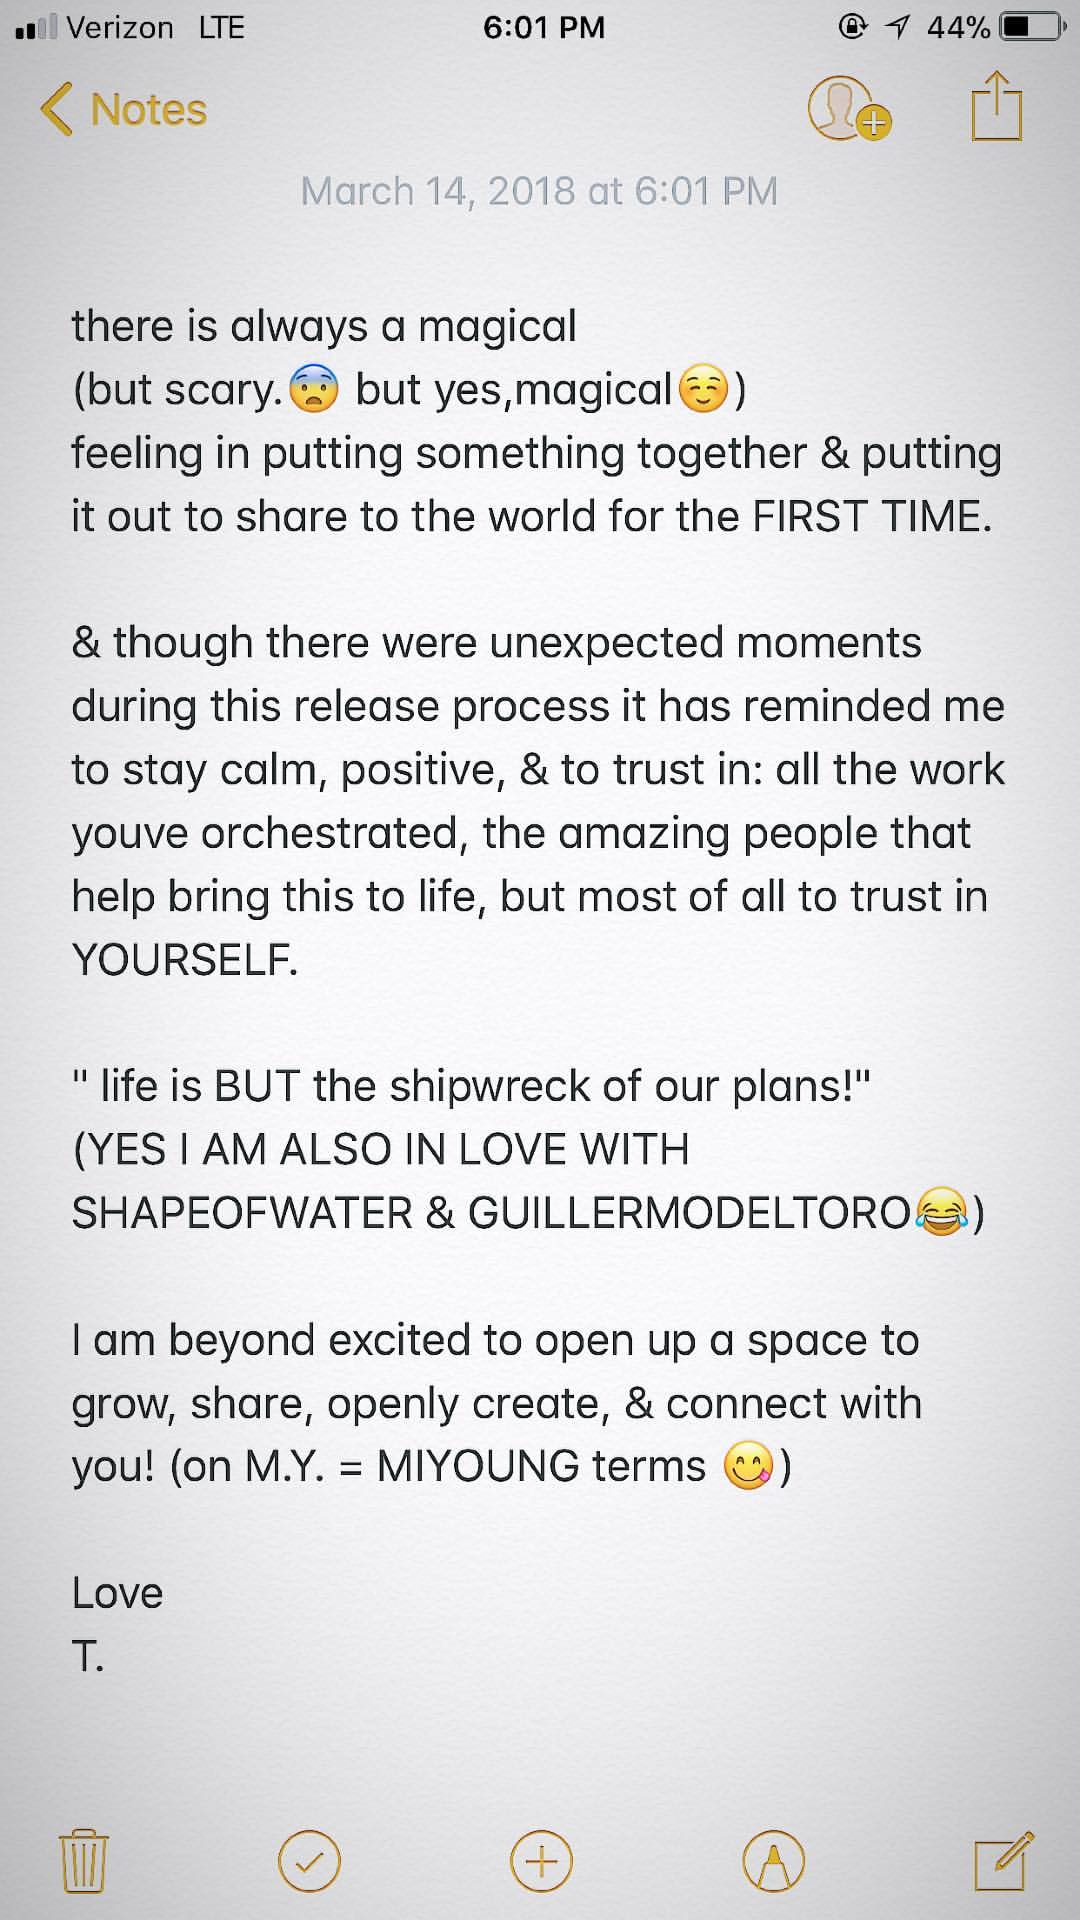 Verizon LTE 6:01 PM 44%
Notes
March 14, 2018 at 6:01 PM
there is always a magical
(but scary.😨 but yes,magical☺️)
feeling in putting something together & putting
it out to share to the world for the FIRST TIME.
& though there were unexpected moments
during this release process it has reminded me
to stay calm, positive, & to trust in: all the work
youve orchestrated, the amazing people that
help bring this to life, but most of all to trust in
YOURSELF.
" life is BUT the shipwreck of our plans!"
(YES I AM ALSO IN LOVE WITH
SHAPEOFWATER & GUILLERMODELTORO😂)
I am beyond excited to open up a space to
grow, share, openly create, & connect with
you! (on M.Y. = MIYOUNG terms 😋)
Love
T.